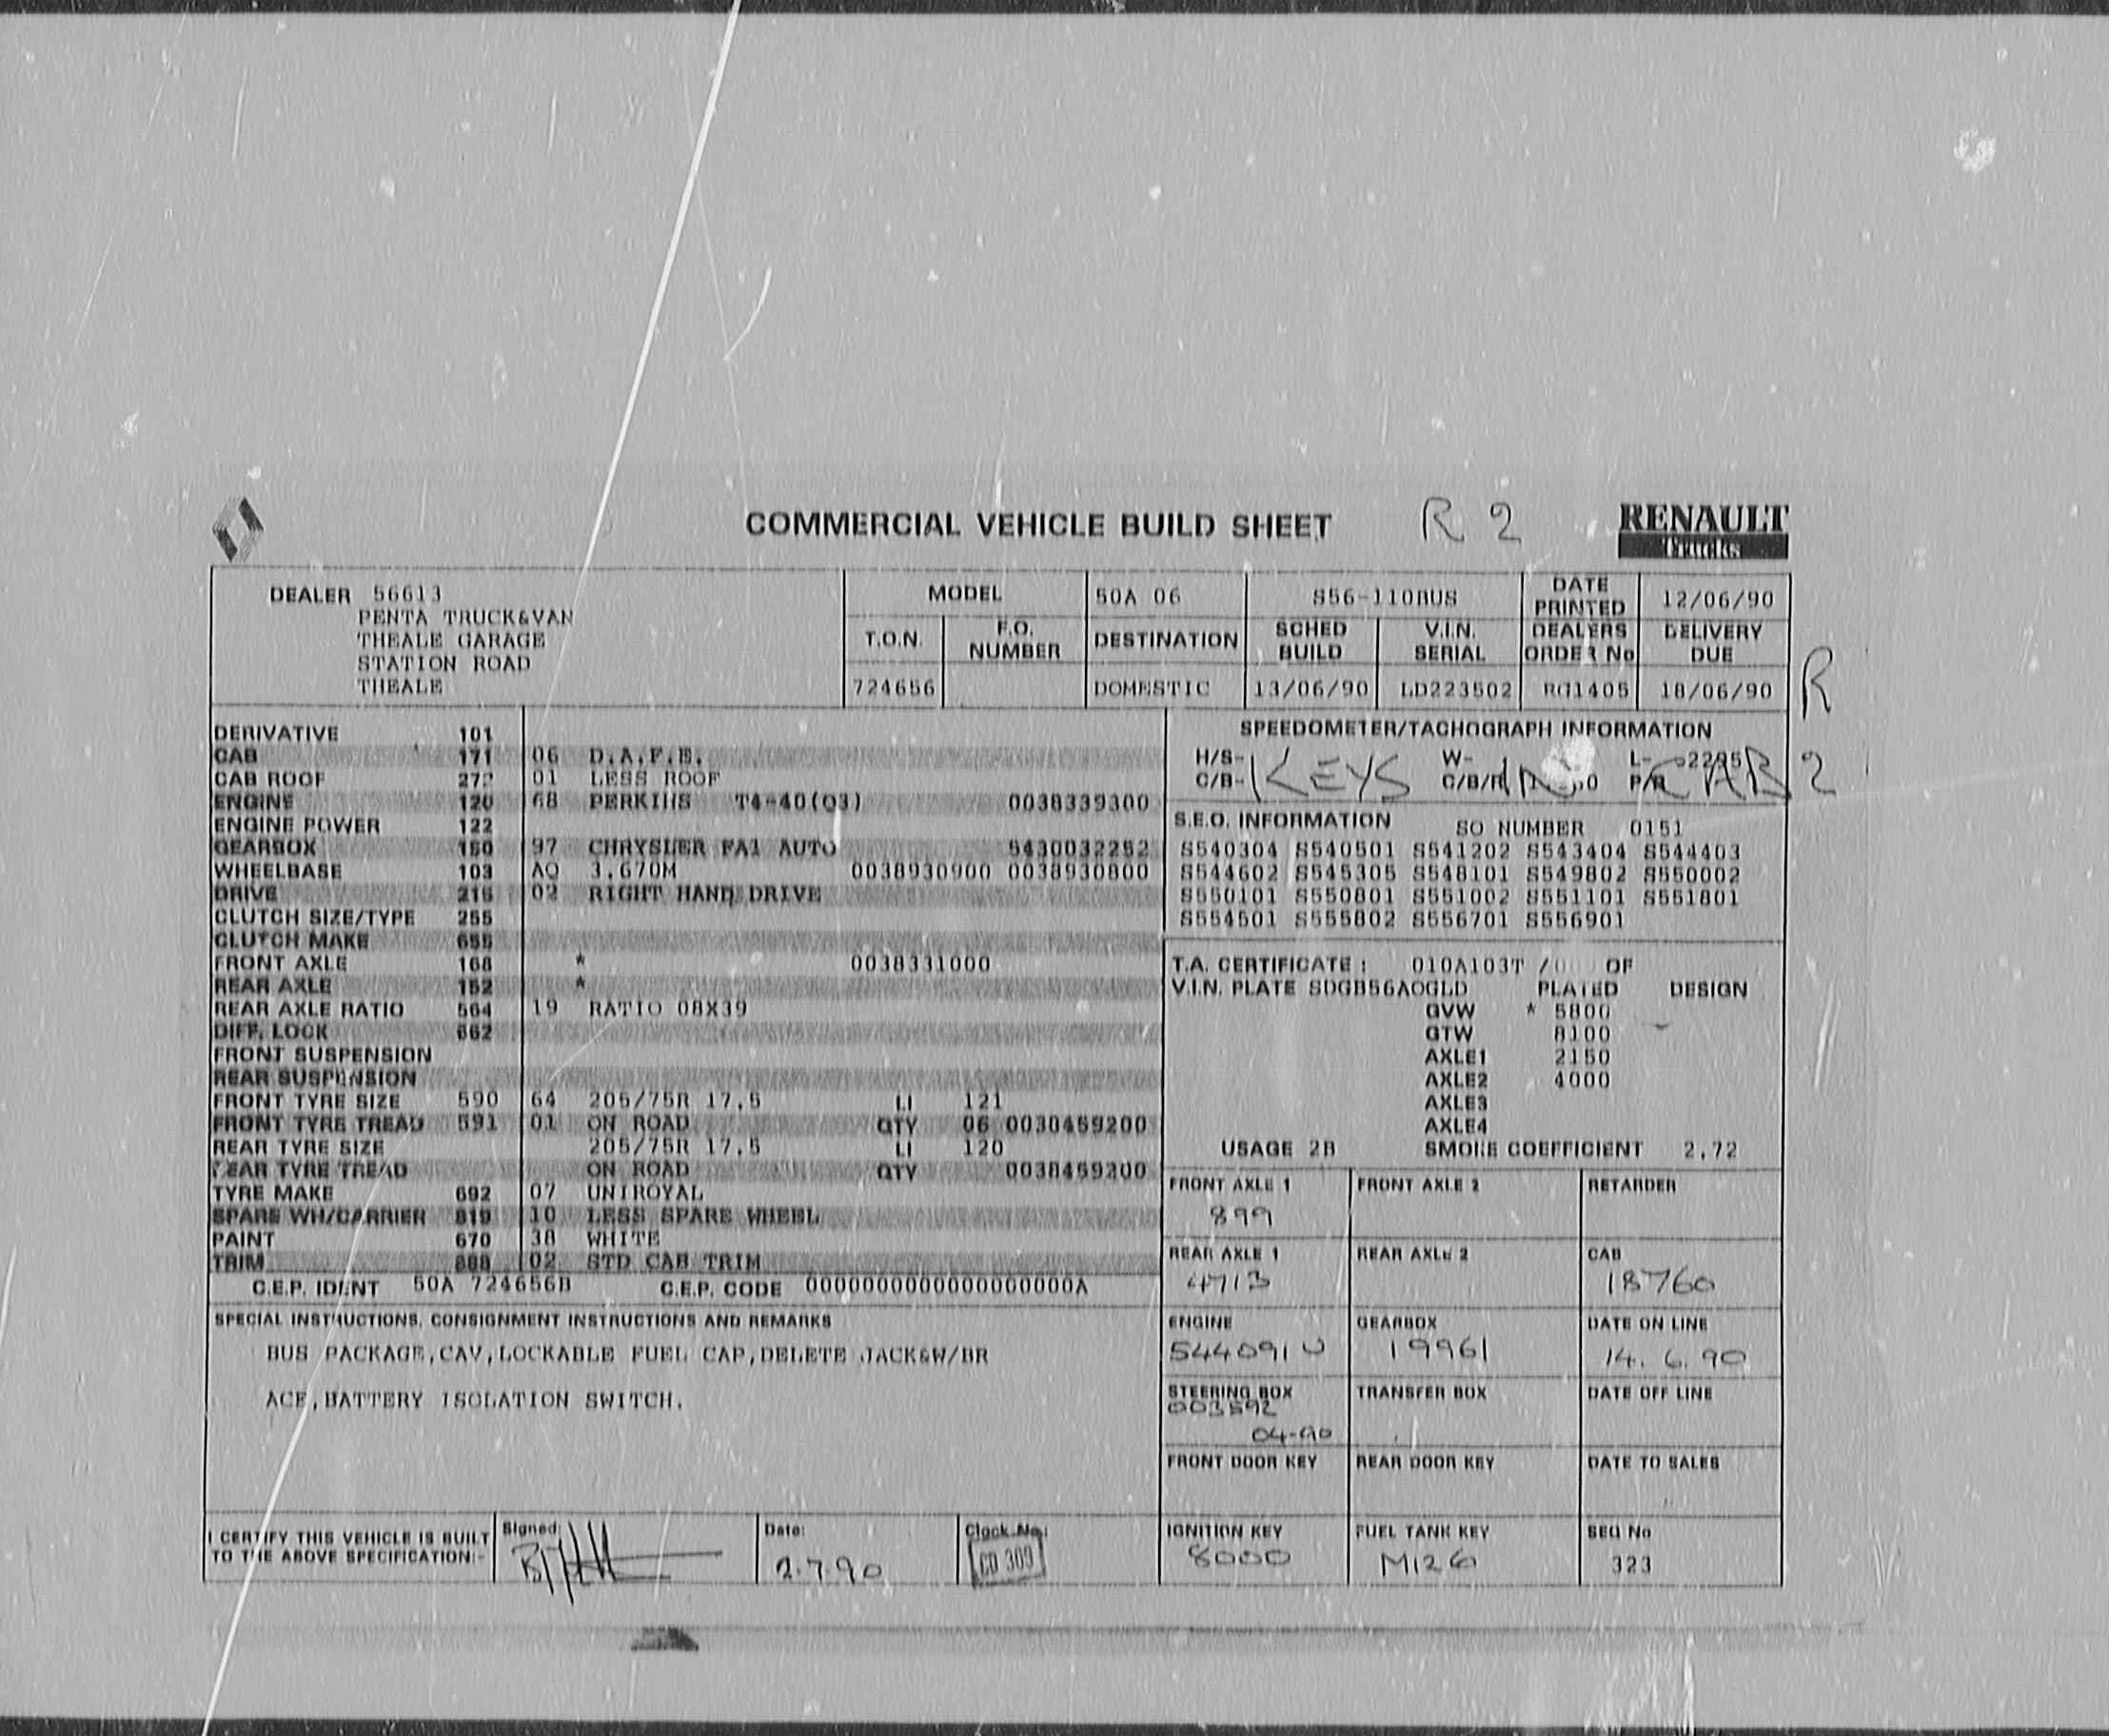 COMMERCIAL VEHICLE BUILD SHEET R 2 RENAULT
Trucks
DEALER 56613
PENTA TRUCK&VAN
THEALE GARAGE
STATION ROAD
THEALE
MODEL 50A 06 S56-110BUS DATE PRINTED 12/06/90
T.O.N. F.O. NUMBER DESTINATION SCHED BUILD V.I.N. SERIAL DEALERS ORDER No DELIVERY DUE
724656 DOMESTIC 13/06/90 LD223502 RG1405 18/06/90 R
DERIVATIVE 101
CAB 171 06 D.A.F.E.
CAB ROOF 272 01 LESS ROOF
ENGINE 120 68 PERKINS T4-40(Q3) 0038339300
ENGINE POWER 122
GEARBOX 150 97 CHRYSLER FA1 AUTO 5430032252
WHEELBASE 103 AQ 3.670M 0038930900 0038930800
DRIVE 215 02 RIGHT HAND DRIVE
CLUTCH SIZE/TYPE 255
CLUTCH MAKE 655
FRONT AXLE 168 * 0038331000
REAR AXLE 152 *
REAR AXLE RATIO 564 19 RATIO 08X39
DIFF. LOCK 662
FRONT SUSPENSION
REAR SUSPENSION
FRONT TYRE SIZE 590 64 205/75R 17.5 LI 121
FRONT TYRE TREAD 591 01 ON ROAD QTY 06 0038459200
REAR TYRE SIZE 205/75R 17.5 LI 120
REAR TYRE TREAD ON ROAD QTY 0038459200
TYRE MAKE 692 07 UNIROYAL
SPARE WH/CARRIER 819 10 LESS SPARE WHEEL
PAINT 670 38 WHITE
TRIM 888 02 STD CAB TRIM
C.E.P. IDENT 50A 724656B C.E.P. CODE 00000000000000000000A
SPECIAL INSTRUCTIONS, CONSIGNMENT INSTRUCTIONS AND REMARKS
BUS PACKAGE,CAV,LOCKABLE FUEL CAP,DELETE JACK&W/BR
ACE,BATTERY ISOLATION SWITCH.
SPEEDOMETER/TACHOGRAPH INFORMATION
H/S- W- L-
C/B- KEYS C/B/R IN P/R CAB 2
S.E.O. INFORMATION SO NUMBER 0151
S540304 S540501 S541202 S543404 S544403
S544602 S545305 S548101 S549802 S550002
S550101 S550801 S551002 S551101 S551801
S554501 S555802 S556701 S556901
T.A. CERTIFICATE : 010A103T / OF
V.I.N. PLATE SDGB56AOGLD PLATED DESIGN
GVW * 5800
GTW 8100
AXLE1 2150
AXLE2 4000
AXLE3
AXLE4
USAGE 2B SMOKE COEFFICIENT 2.72
FRONT AXLE 1 FRONT AXLE 2 RETARDER
899
REAR AXLE 1 REAR AXLE 2 CAB
4713 18760
ENGINE GEARBOX DATE ON LINE
544091U 19961 14. 6. 90
STEERING BOX TRANSFER BOX DATE OFF LINE
003592
04-90
FRONT DOOR KEY REAR DOOR KEY DATE TO SALES
IGNITION KEY FUEL TANK KEY SEQ No
8000 M126 323
I CERTIFY THIS VEHICLE IS BUILT
TO THE ABOVE SPECIFICATION:-
Signed:
Date:
2.7.90
Clock No:
CD 309